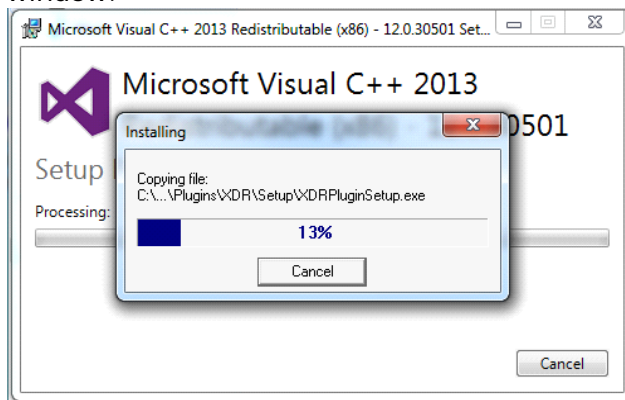 Microsoft Visual C++ 2013 Redistributable (x86) - 12.0.30501 Set...
Microsoft Visual C++ 2013
0501
Setup
Installing
Copying file:
C:\...\Plugins\XDR\Setup\XDRPluginSetup.exe
Processing:
13%
Cancel
Cancel